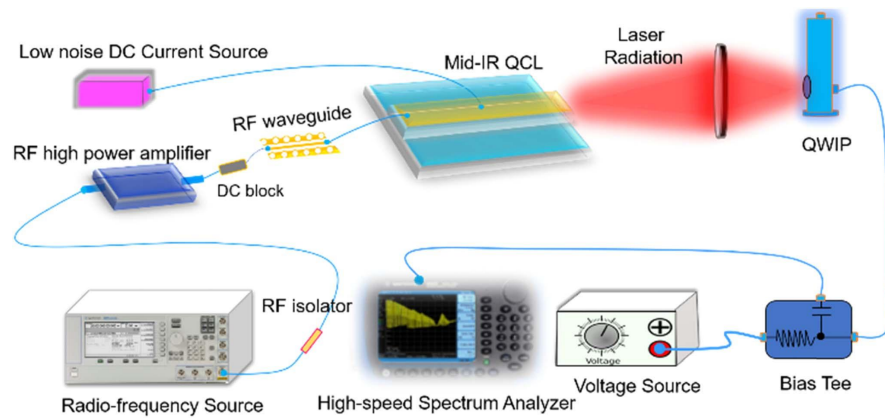 Low noise DC Current Source
Mid-IR QCL
Laser
Radiation
RF waveguide
RF high power amplifier
DC block
QWIP
RF isolator
Voltage
Radio-frequency Source
High-speed Spectrum Analyzer
Voltage Source
Bias Tee